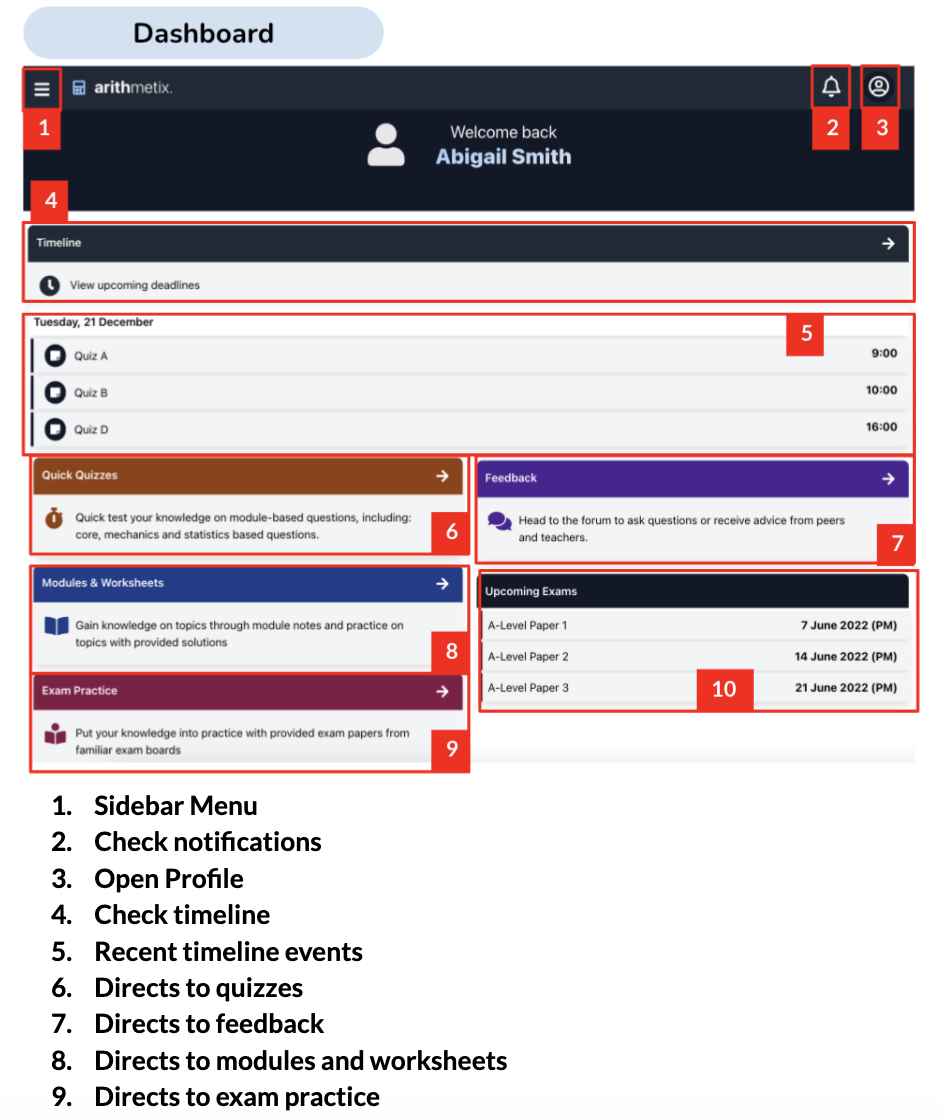 Dashboard
arithmetix.
1
2
3
Welcome back
Abigail Smith
4
Timeline
View upcoming deadlines
Tuesday, 21 December
5
Quiz A 9:00
Quiz B 10:00
Quiz D 16:00
Quick Quizzes
Quick test your knowledge on module-based questions, including:
core, mechanics and statistics based questions.
6
Feedback
Head to the forum to ask questions or receive advice from peers
and teachers.
7
Modules & Worksheets
Gain knowledge on topics through module notes and practice on
topics with provided solutions
8
Upcoming Exams
A-Level Paper 1 7 June 2022 (PM)
A-Level Paper 2 14 June 2022 (PM)
A-Level Paper 3 21 June 2022 (PM)
10
Exam Practice
Put your knowledge into practice with provided exam papers from
familiar exam boards
9
1. Sidebar Menu
2. Check notifications
3. Open Profile
4. Check timeline
5. Recent timeline events
6. Directs to quizzes
7. Directs to feedback
8. Directs to modules and worksheets
9. Directs to exam practice